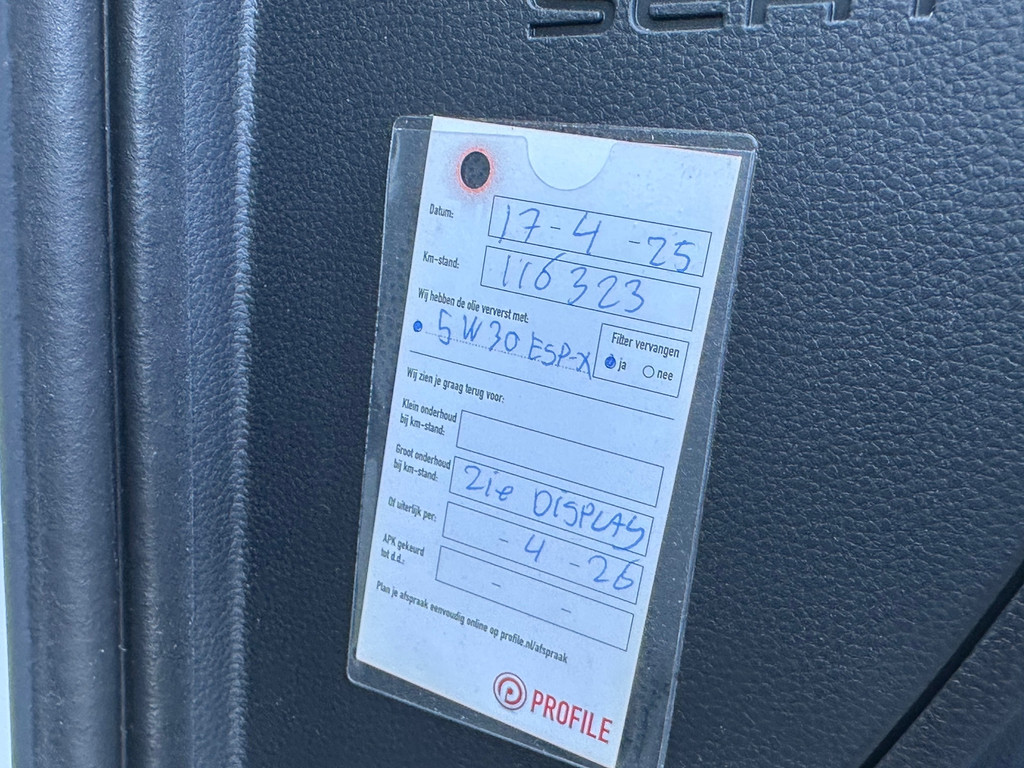 SEAT
Datum: 17-4-25
Km-stand: 116323
Wij hebben de olie ververst met:
5W30 ESP-X
Filter vervangen
ja nee
Wij zien je graag terug voor:
Klein onderhoud
bij km-stand:
Groot onderhoud
bij km-stand: Zie DISPLAY
Of uiterlijk per: -4-26
APK gekeurd
tot d.d.: - -
Plan je afspraak eenvoudig online op profile.nl/afspraak
PROFILE